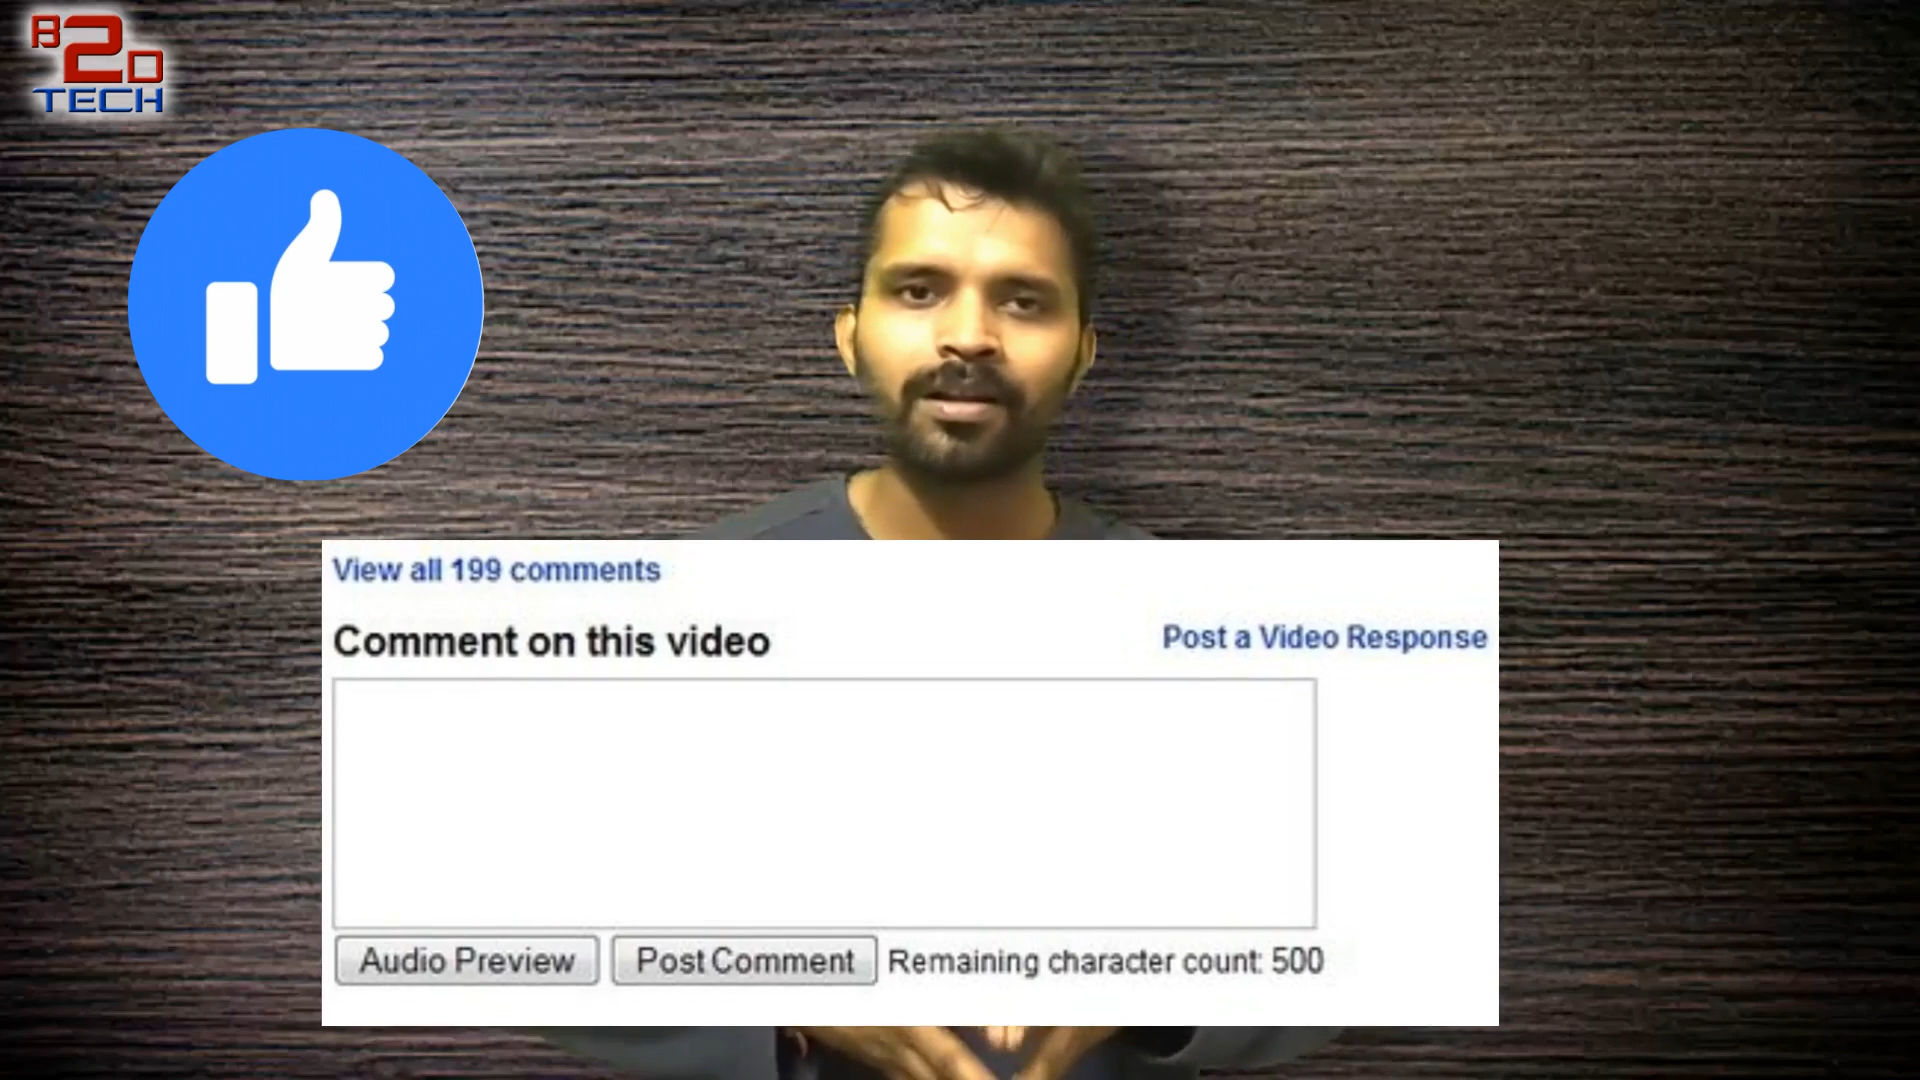 B2D
TECH
View all 199 comments
Comment on this video
Post a Video Response
Audio Preview
Post Comment
Remaining character count: 500